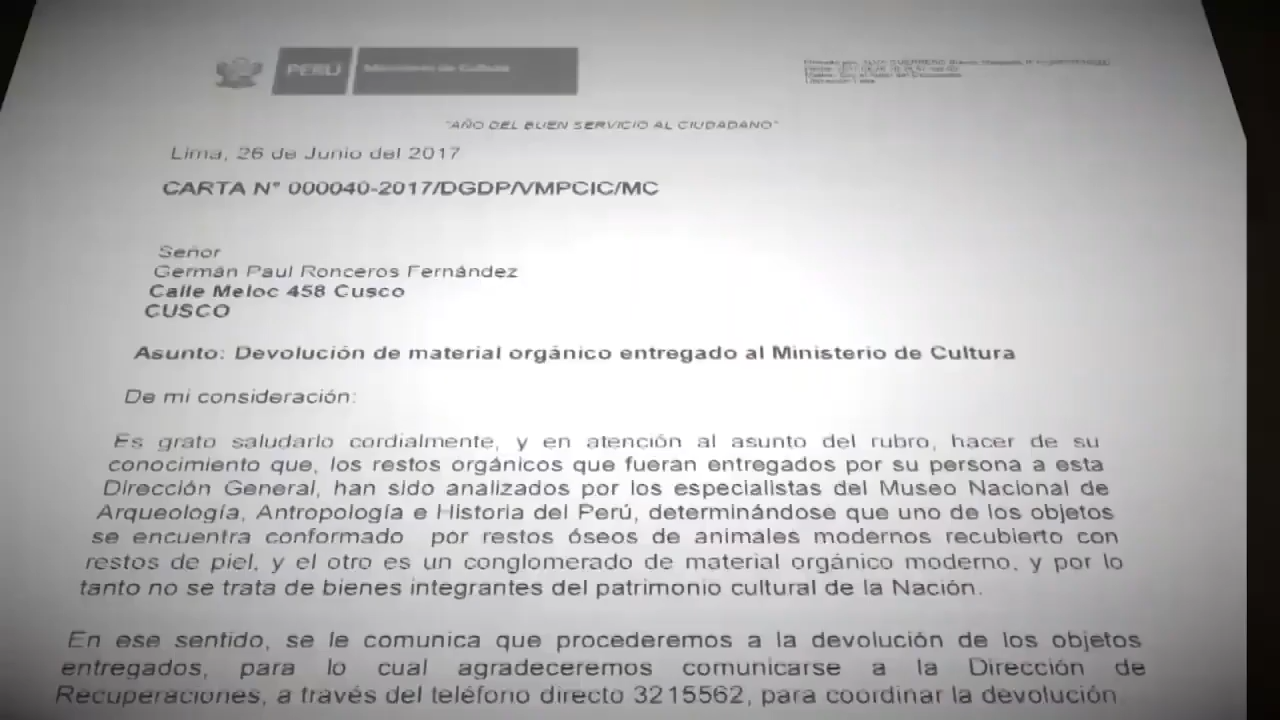 PERÚ Ministerio de Cultura
"AÑO DEL BUEN SERVICIO AL CIUDADANO"
Lima, 26 de Junio del 2017
CARTA N° 000040-2017/DGDP/VMPCIC/MC
Señor
Germán Paul Ronceros Fernández
Calle Meloc 458 Cusco
CUSCO
Asunto: Devolución de material orgánico entregado al Ministerio de Cultura
De mi consideración:
Es grato saludarlo cordialmente, y en atención al asunto del rubro, hacer de su
conocimiento que, los restos orgánicos que fueran entregados por su persona a esta
Dirección General, han sido analizados por los especialistas del Museo Nacional de
Arqueología, Antropología e Historia del Perú, determinándose que uno de los objetos
se encuentra conformado por restos óseos de animales modernos recubierto con
restos de piel, y el otro es un conglomerado de material orgánico moderno, y por lo
tanto no se trata de bienes integrantes del patrimonio cultural de la Nación.
En ese sentido, se le comunica que procederemos a la devolución de los objetos
entregados, para lo cual agradeceremos comunicarse a la Dirección de
Recuperaciones, a través del teléfono directo 3215562, para coordinar la devolución